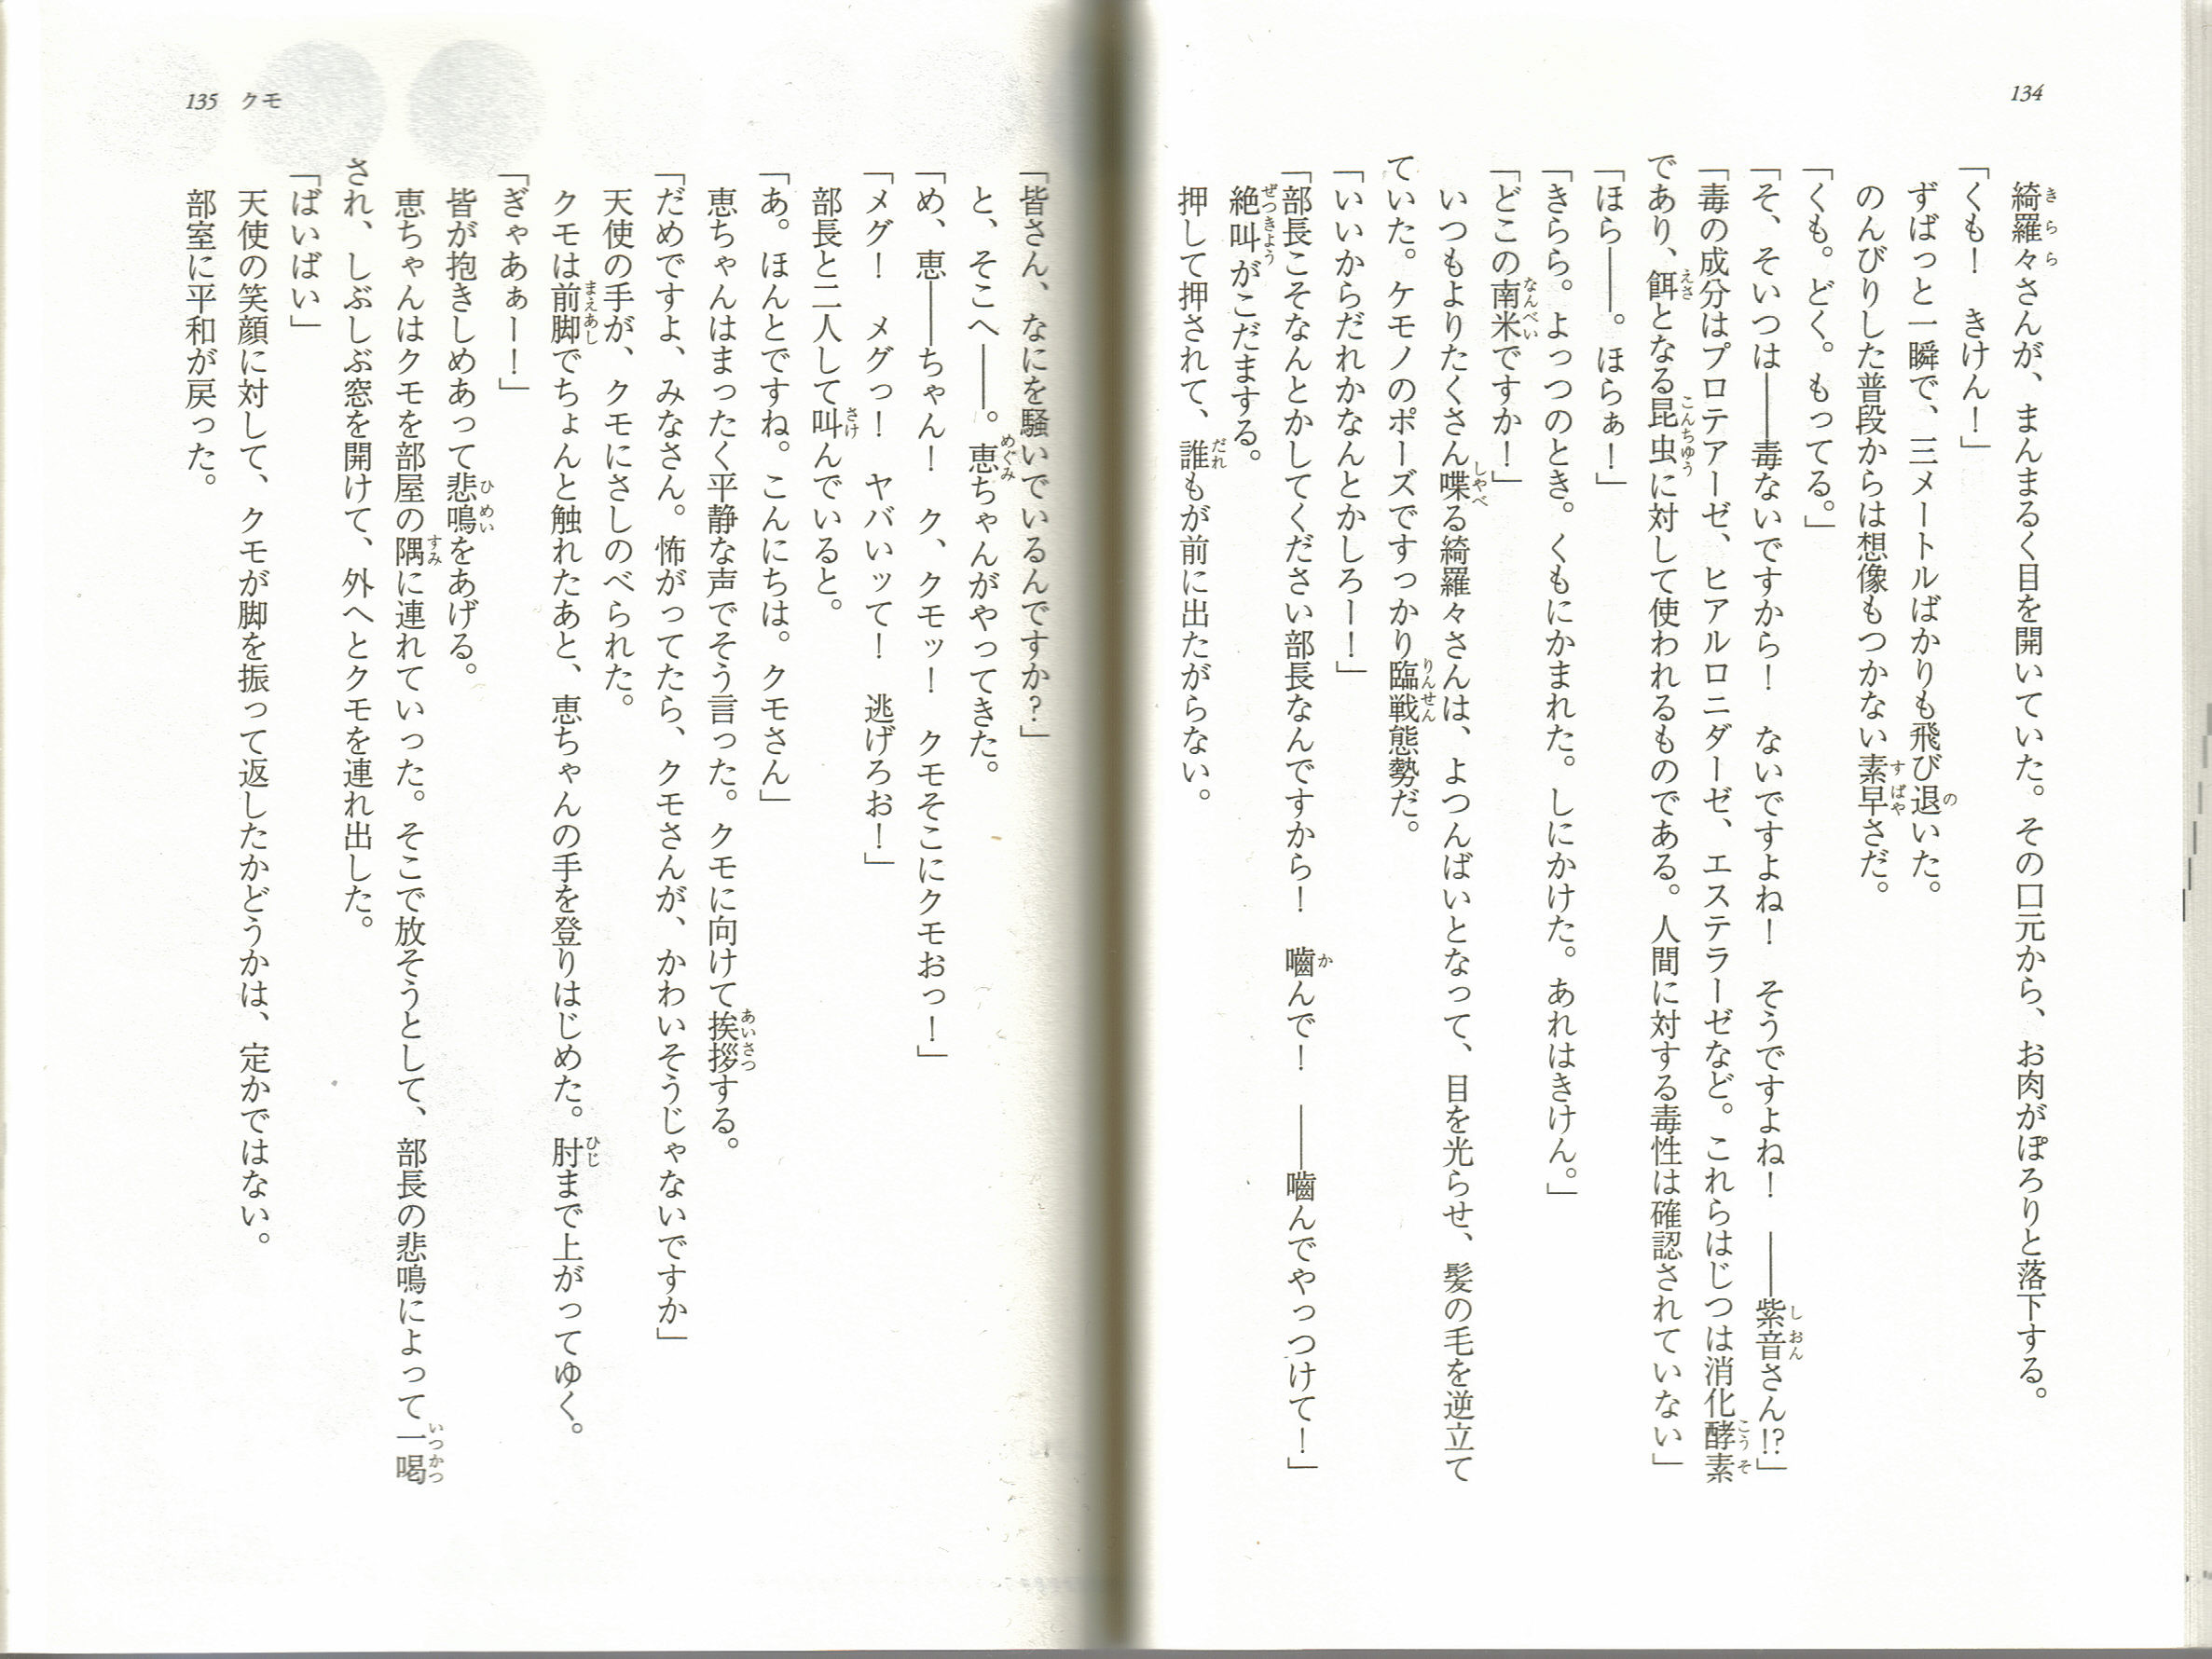 134
綺羅々さんが、まんまるく目を開いていた。その口元から、お肉がぽろりと落下する。
「くも！　きけん！」
ずばっと一瞬で、三メートルばかりも飛び退いた。
のんびりした普段からは想像もつかない素早さだ。
「くも。どく。もってる。」
「そ、そいつは――毒ないですから！　ないですよね！　そうですよね！　――紫音さん!?」
「毒の成分はプロテアーゼ、ヒアルロニダーゼ、エステラーゼなど。これらはじつは消化酵素
であり、餌となる昆虫に対して使われるものである。人間に対する毒性は確認されていない」
「ほら――。ほらぁ！」
「きらら。よっつのとき。くもにかまれた。しにかけた。あれはきけん。」
「どこの南米ですか！」
いつもよりたくさん喋る綺羅々さんは、よつんばいとなって、目を光らせ、髪の毛を逆立て
ていた。ケモノのポーズですっかり臨戦態勢だ。
「いいからだれかなんとかしろー！」
「部長こそなんとかしてください部長なんですから！　嚙んで！　――嚙んでやっつけて！」
絶叫がこだまする。
押して押されて、誰もが前に出たがらない。
135　クモ
「皆さん、なにを騒いでいるんですか？」
と、そこへ――。恵ちゃんがやってきた。
「め、恵――ちゃん！　ク、クモッ！　クモそこにクモおっ！」
「メグ！　メグっ！　ヤバいッて！　逃げろお！」
部長と二人して叫んでいると。
「あ。ほんとですね。こんにちは。クモさん」
恵ちゃんはまったく平静な声でそう言った。クモに向けて挨拶する。
「だめですよ、みなさん。怖がってたら、クモさんが、かわいそうじゃないですか」
天使の手が、クモにさしのべられた。
クモは前脚でちょんと触れたあと、恵ちゃんの手を登りはじめた。肘まで上がってゆく。
「ぎゃあぁー！」
皆が抱きしめあって悲鳴をあげる。
恵ちゃんはクモを部屋の隅に連れていった。そこで放そうとして、部長の悲鳴によって一喝
され、しぶしぶ窓を開けて、外へとクモを連れ出した。
「ばいばい」
天使の笑顔に対して、クモが脚を振って返したかどうかは、定かではない。
部室に平和が戻った。